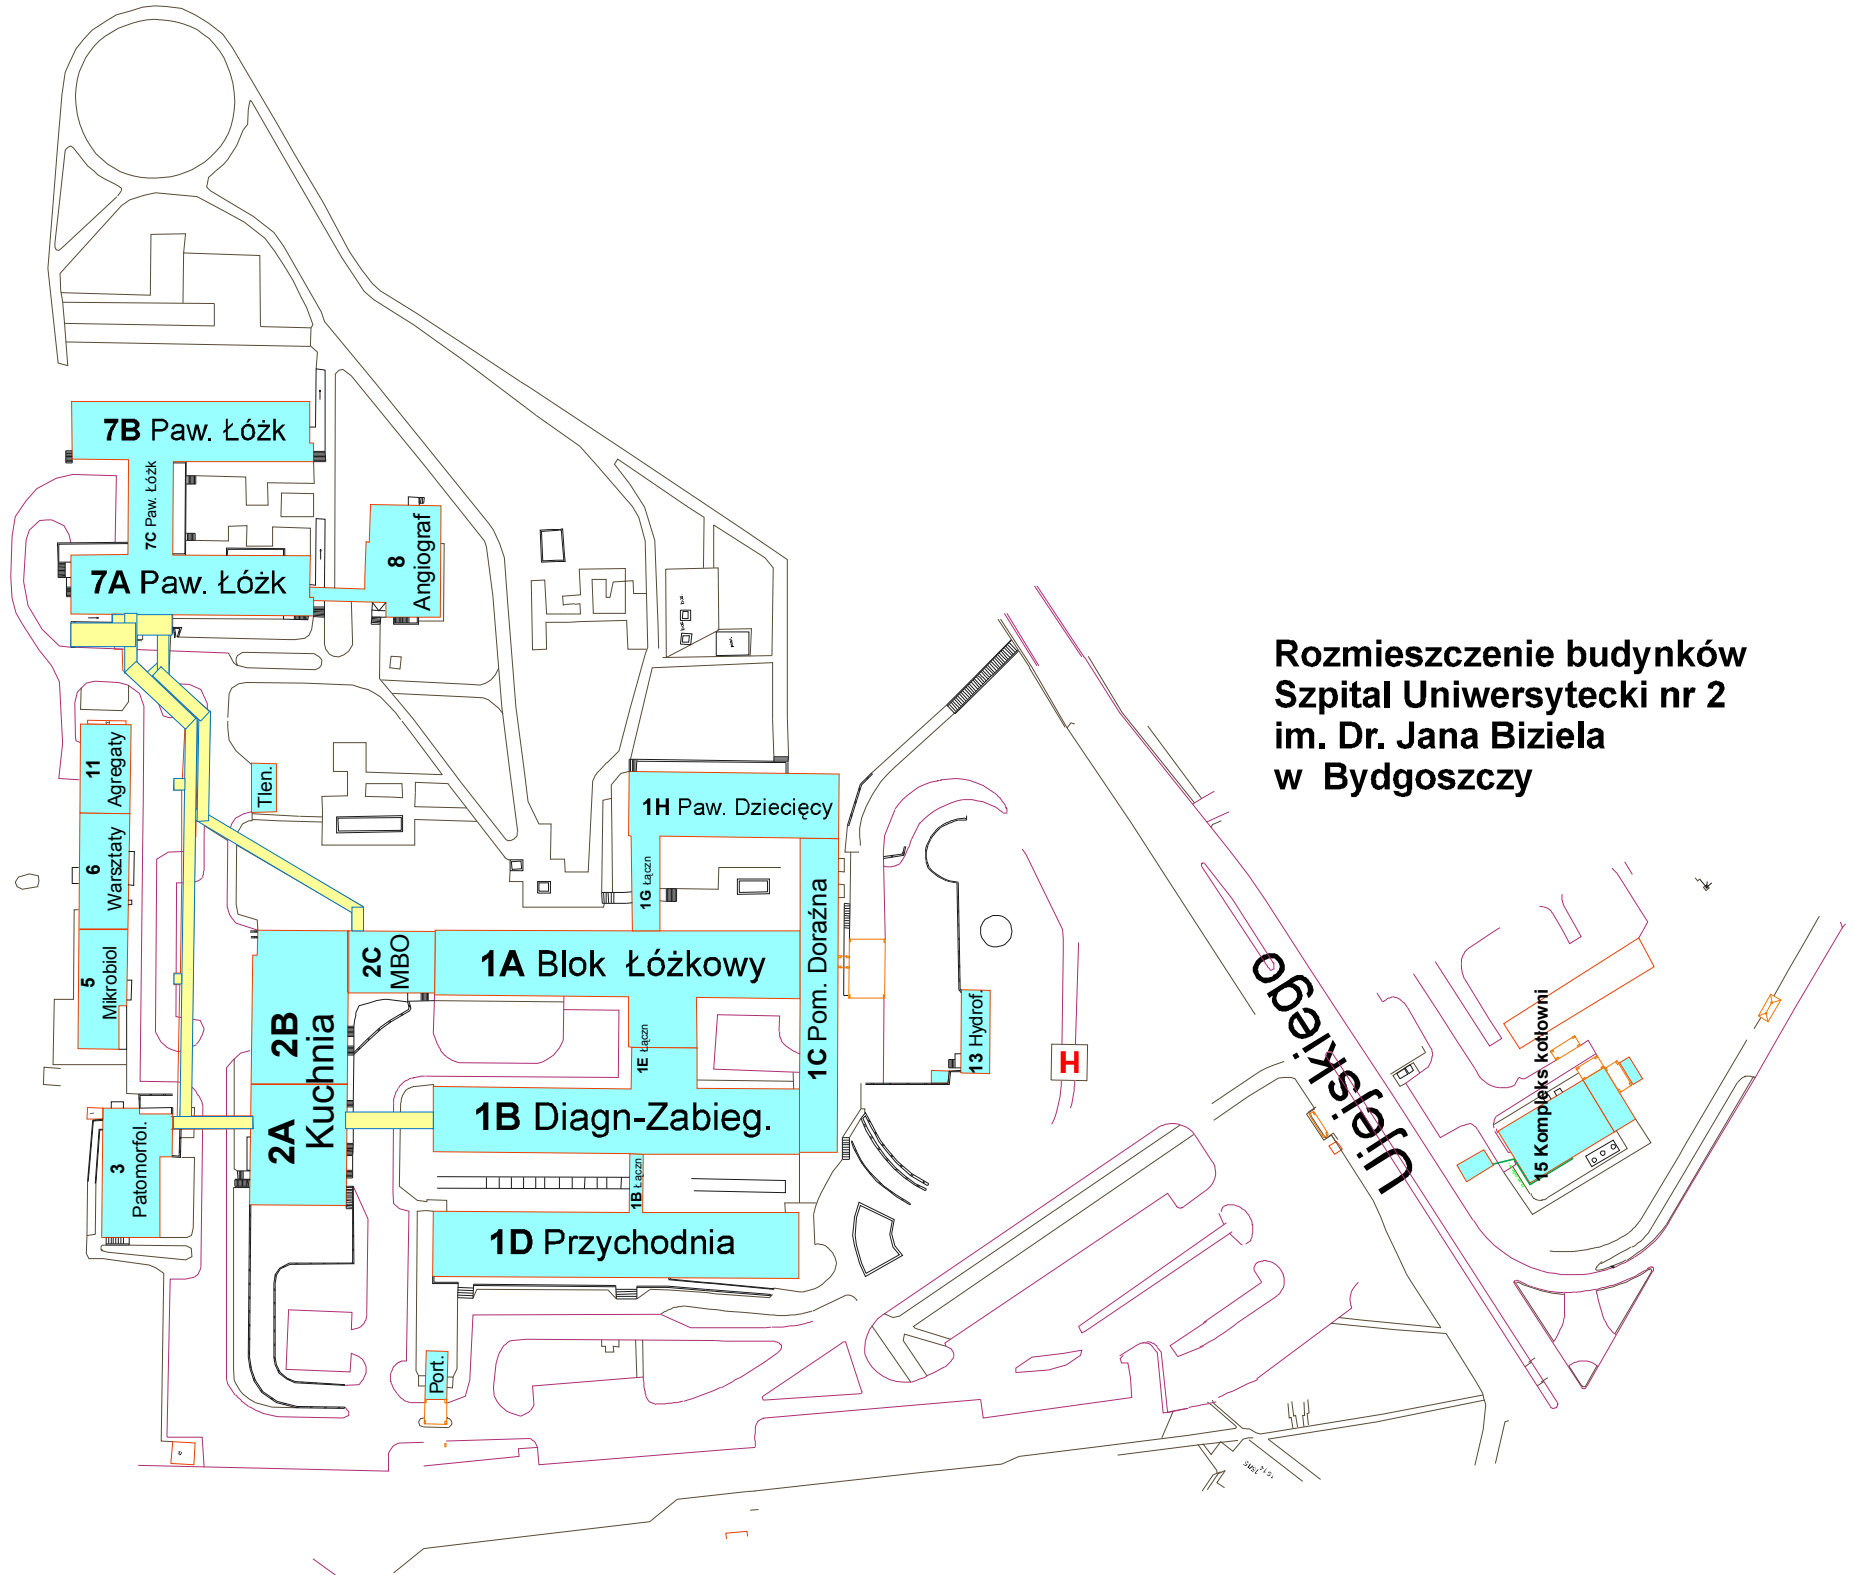 7B Paw. Łóżk
7C Paw. Łóżk
7A Paw. Łóżk
8
Angiograf
Rozmieszczenie budynków
Szpital Uniwersytecki nr 2
im. Dr. Jana Biziela
w Bydgoszczy
11
Agregaty
Tlen.
1H Paw. Dziecięcy
6
Warsztaty
1G Łączn
5
Mikrobiol
2C
MBO
1A Blok Łóżkowy
1C Pom. Doraźna
2B
Kuchnia
2A
1E Łączn
13 Hydrof.
H
Ujejskiego
15 Kompleks kotłowni
1B Diagn-Zabieg.
3
Patomorfol.
1B Łączn
1D Przychodnia
Port.